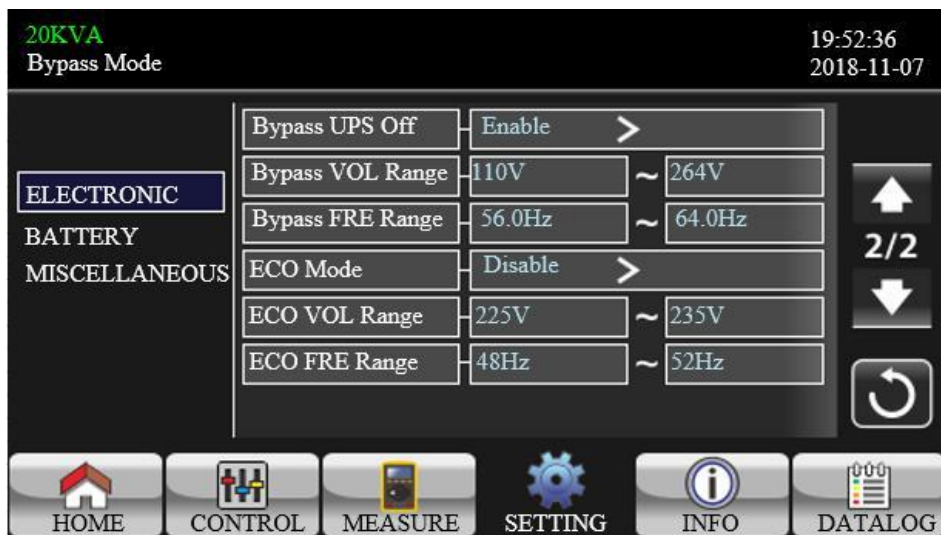 20KVA
Bypass Mode
19:52:36
2018-11-07
ELECTRONIC
BATTERY
MISCELLANEOUS
Bypass UPS Off Enable >
Bypass VOL Range 110V ~ 264V
Bypass FRE Range 56.0Hz ~ 64.0Hz
ECO Mode Disable >
ECO VOL Range 225V ~ 235V
ECO FRE Range 48Hz ~ 52Hz
2/2
HOME CONTROL MEASURE SETTING INFO DATALOG